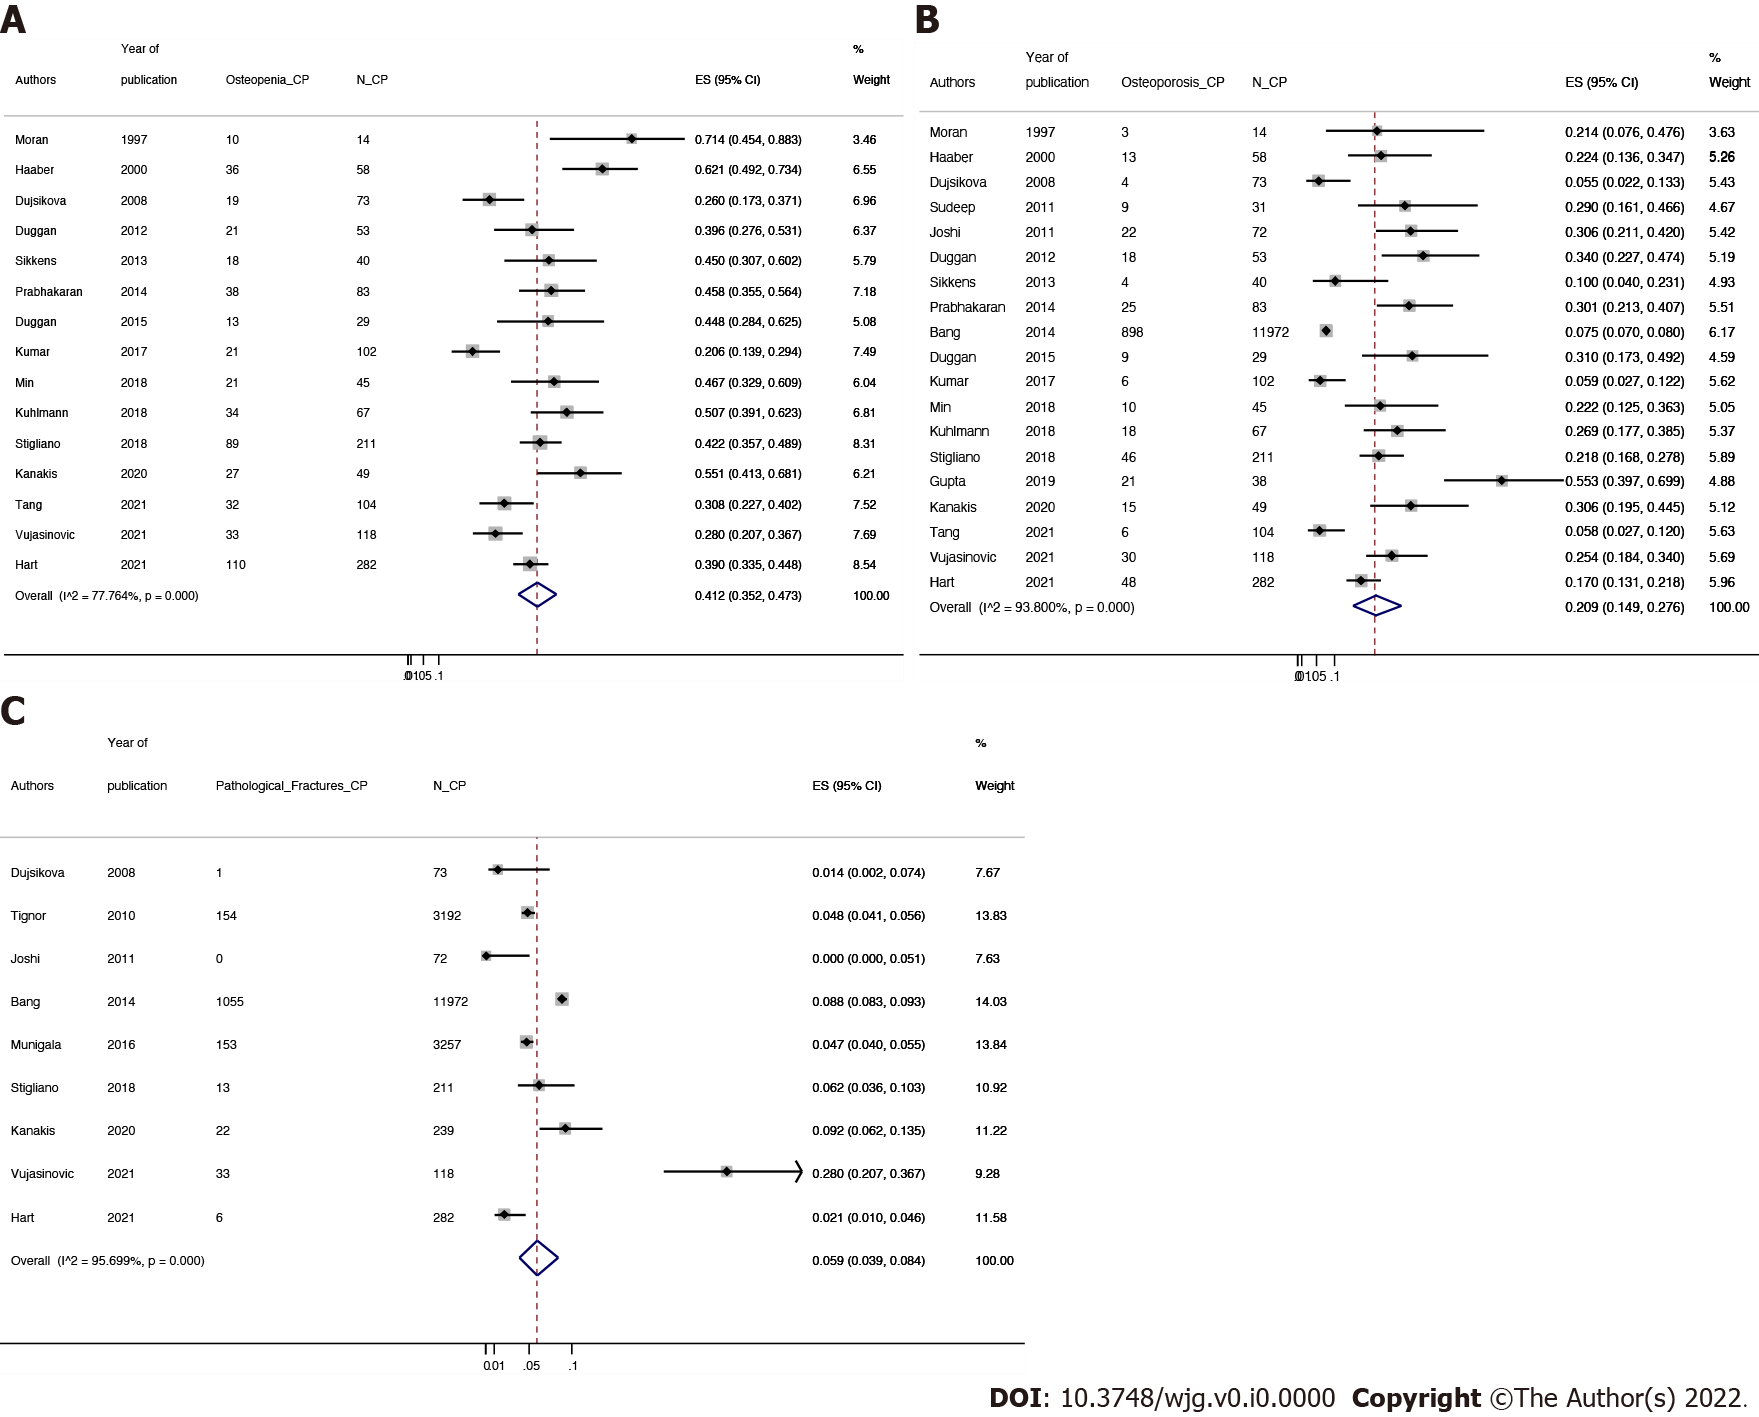 A
Year of %
Authors publication Osteopenia_CP N_CP ES (95% CI) Weight
Moran 1997 10 14 0.714 (0.454, 0.883) 3.46
Haaber 2000 36 58 0.621 (0.492, 0.734) 6.55
Dujsikova 2008 19 73 0.260 (0.173, 0.371) 6.96
Duggan 2012 21 53 0.396 (0.276, 0.531) 6.37
Sikkens 2013 18 40 0.450 (0.307, 0.602) 5.79
Prabhakaran 2014 38 83 0.458 (0.355, 0.564) 7.18
Duggan 2015 13 29 0.448 (0.284, 0.625) 5.08
Kumar 2017 21 102 0.206 (0.139, 0.294) 7.49
Min 2018 21 45 0.467 (0.329, 0.609) 6.04
Kuhlmann 2018 34 67 0.507 (0.391, 0.623) 6.81
Stigliano 2018 89 211 0.422 (0.357, 0.489) 8.31
Kanakis 2020 27 49 0.551 (0.413, 0.681) 6.21
Tang 2021 32 104 0.308 (0.227, 0.402) 7.52
Vujasinovic 2021 33 118 0.280 (0.207, 0.367) 7.69
Hart 2021 110 282 0.390 (0.335, 0.448) 8.54
Overall (I^2 = 77.764%, p = 0.000) 0.412 (0.352, 0.473) 100.00
0 .01 .05 .1
B
Year of %
Authors publication Osteoporosis_CP N_CP ES (95% CI) Weight
Moran 1997 3 14 0.214 (0.076, 0.476) 3.63
Haaber 2000 13 58 0.224 (0.136, 0.347) 5.26
Dujsikova 2008 4 73 0.055 (0.022, 0.133) 5.43
Sudeep 2011 9 31 0.290 (0.161, 0.466) 4.67
Joshi 2011 22 72 0.306 (0.211, 0.420) 5.42
Duggan 2012 18 53 0.340 (0.227, 0.474) 5.19
Sikkens 2013 4 40 0.100 (0.040, 0.231) 4.93
Prabhakaran 2014 25 83 0.301 (0.213, 0.407) 5.51
Bang 2014 898 11972 0.075 (0.070, 0.080) 6.17
Duggan 2015 9 29 0.310 (0.173, 0.492) 4.59
Kumar 2017 6 102 0.059 (0.027, 0.122) 5.62
Min 2018 10 45 0.222 (0.125, 0.363) 5.05
Kuhlmann 2018 18 67 0.269 (0.177, 0.385) 5.37
Stigliano 2018 46 211 0.218 (0.168, 0.278) 5.89
Gupta 2019 21 38 0.553 (0.397, 0.699) 4.88
Kanakis 2020 15 49 0.306 (0.195, 0.445) 5.12
Tang 2021 6 104 0.058 (0.027, 0.120) 5.63
Vujasinovic 2021 30 118 0.254 (0.184, 0.340) 5.69
Hart 2021 48 282 0.170 (0.131, 0.218) 5.96
Overall (I^2 = 93.800%, p = 0.000) 0.209 (0.149, 0.276) 100.00
0 .01 .05 .1
C
Year of %
Authors publication Pathological_Fractures_CP N_CP ES (95% CI) Weight
Dujsikova 2008 1 73 0.014 (0.002, 0.074) 7.67
Tignor 2010 154 3192 0.048 (0.041, 0.056) 13.83
Joshi 2011 0 72 0.000 (0.000, 0.051) 7.63
Bang 2014 1055 11972 0.088 (0.083, 0.093) 14.03
Munigala 2016 153 3257 0.047 (0.040, 0.055) 13.84
Stigliano 2018 13 211 0.062 (0.036, 0.103) 10.92
Kanakis 2020 22 239 0.092 (0.062, 0.135) 11.22
Vujasinovic 2021 33 118 0.280 (0.207, 0.367) 9.28
Hart 2021 6 282 0.021 (0.010, 0.046) 11.58
Overall (I^2 = 95.699%, p = 0.000) 0.059 (0.039, 0.084) 100.00
0 .01 .05 .1
DOI: 10.3748/wjg.v0.i0.0000 Copyright ©The Author(s) 2022.